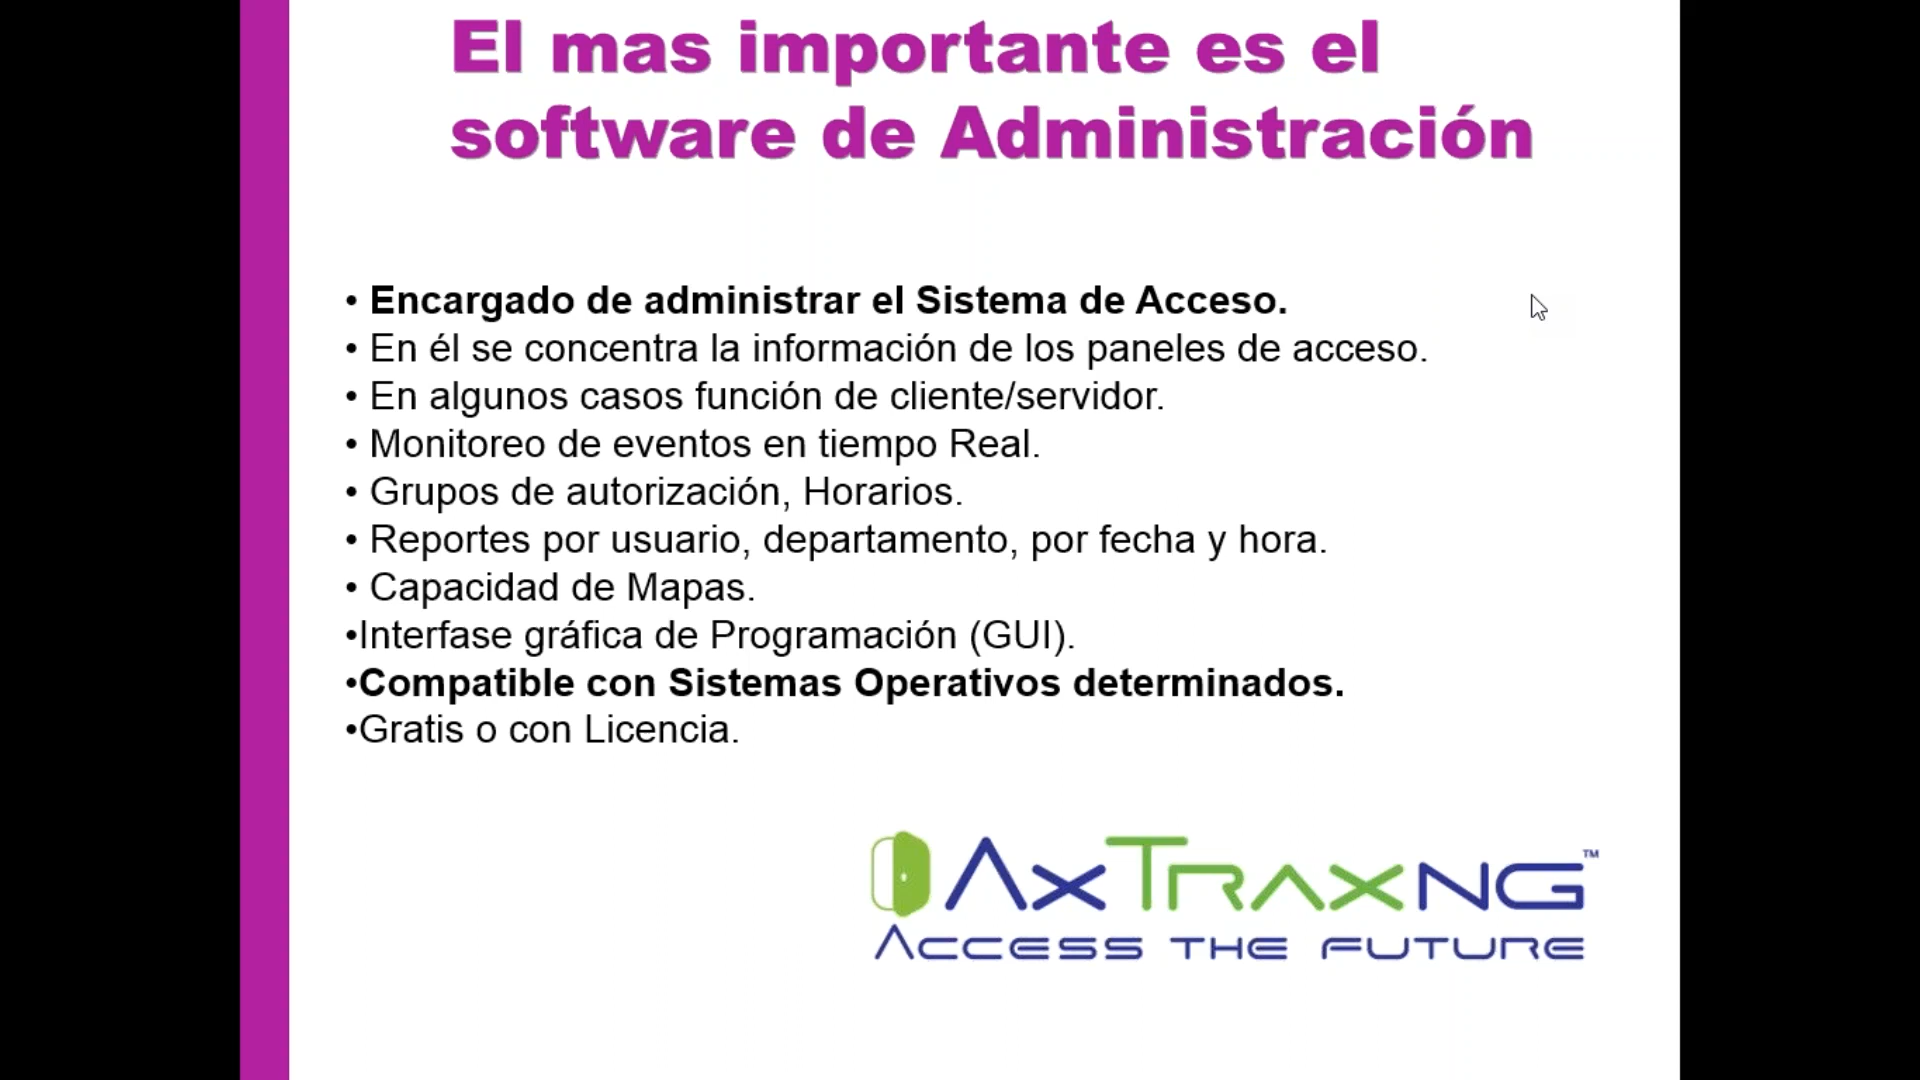 El mas importante es el
software de Administración
• Encargado de administrar el Sistema de Acceso.
• En él se concentra la información de los paneles de acceso.
• En algunos casos función de cliente/servidor.
• Monitoreo de eventos en tiempo Real.
• Grupos de autorización, Horarios.
• Reportes por usuario, departamento, por fecha y hora.
• Capacidad de Mapas.
•Interfase gráfica de Programación (GUI).
•Compatible con Sistemas Operativos determinados.
•Gratis o con Licencia.
AxTraxNG™
Access the Future